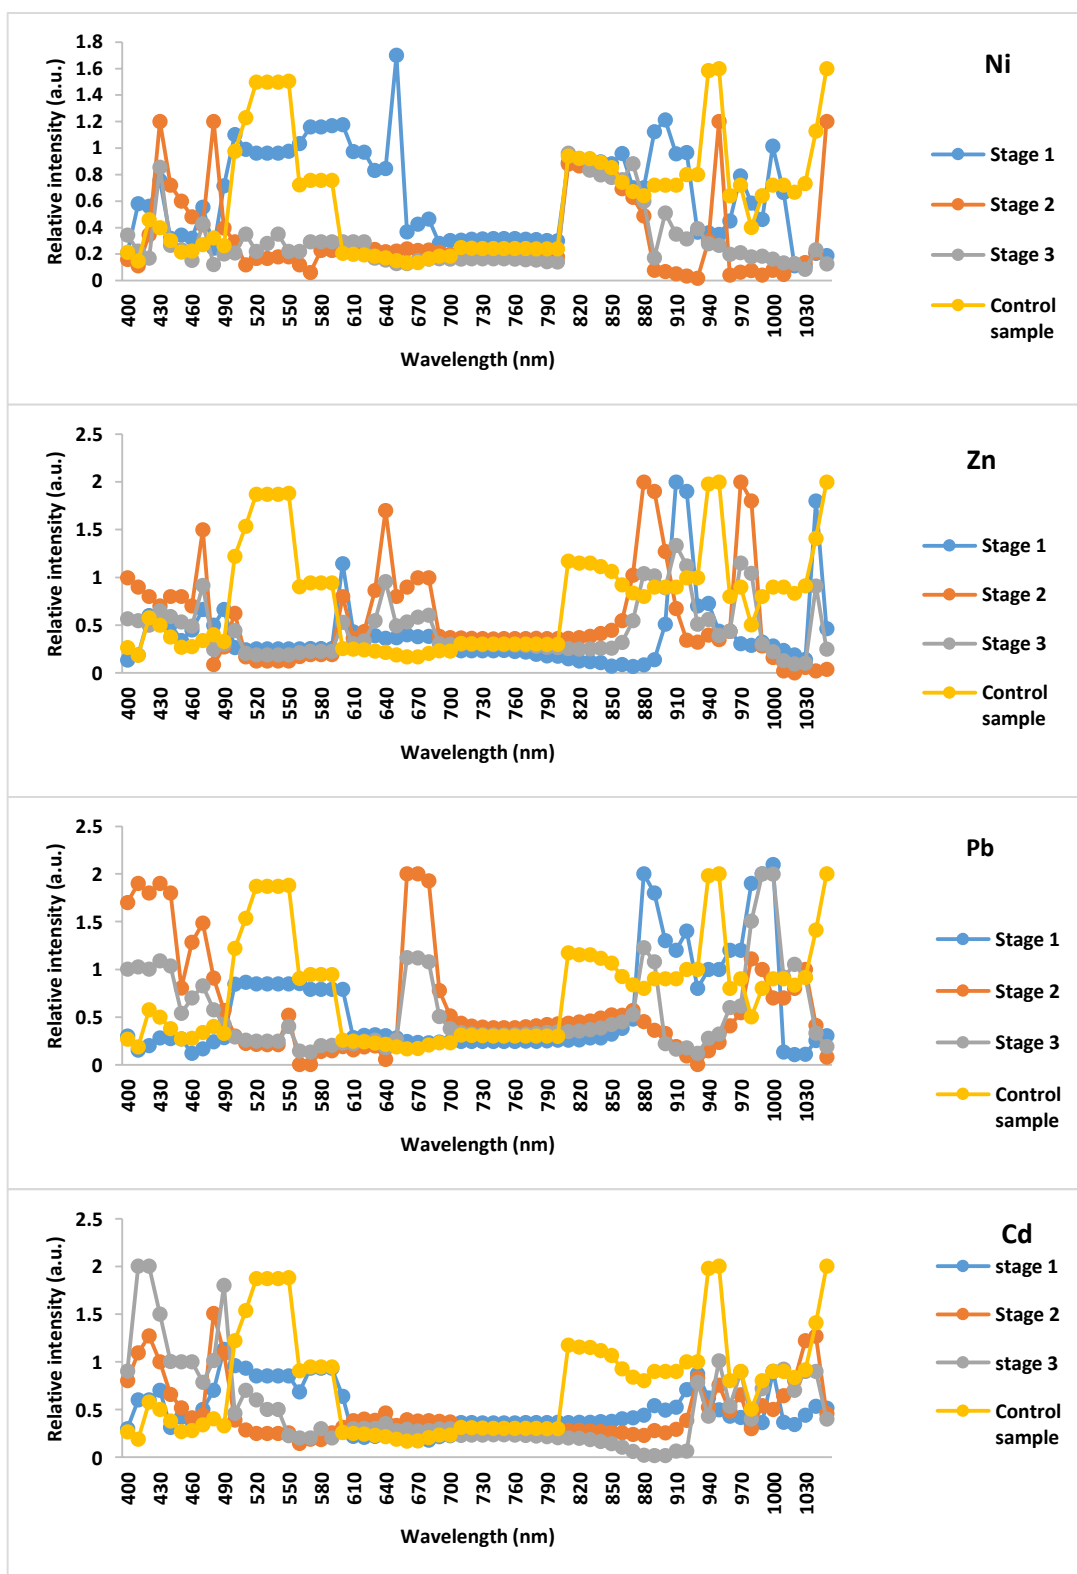 Ni
Relative intensity (a.u.)
1.8
1.6
1.4
1.2
1
0.8
0.6
0.4
0.2
0
400 430 460 490 520 550 580 610 640 670 700 730 760 790 820 850 880 910 940 970 1000 1030
Wavelength (nm)
Stage 1
Stage 2
Stage 3
Control
sample
Zn
Relative intensity (a.u.)
2.5
2
1.5
1
0.5
0
400 430 460 490 520 550 580 610 640 670 700 730 760 790 820 850 880 910 940 970 1000 1030
Wavelength (nm)
Stage 1
Stage 2
Stage 3
Control
sample
Pb
Relative intensity (a.u.)
2.5
2
1.5
1
0.5
0
400 430 460 490 520 550 580 610 640 670 700 730 760 790 820 850 880 910 940 970 1000 1030
Wavelength (nm)
Stage 1
Stage 2
Stage 3
Control
sample
Cd
Relative intensity (a.u.)
2.5
2
1.5
1
0.5
0
400 430 460 490 520 550 580 610 640 670 700 730 760 790 820 850 880 910 940 970 1000 1030
Wavelength (nm)
stage 1
Stage 2
stage 3
Control
sample